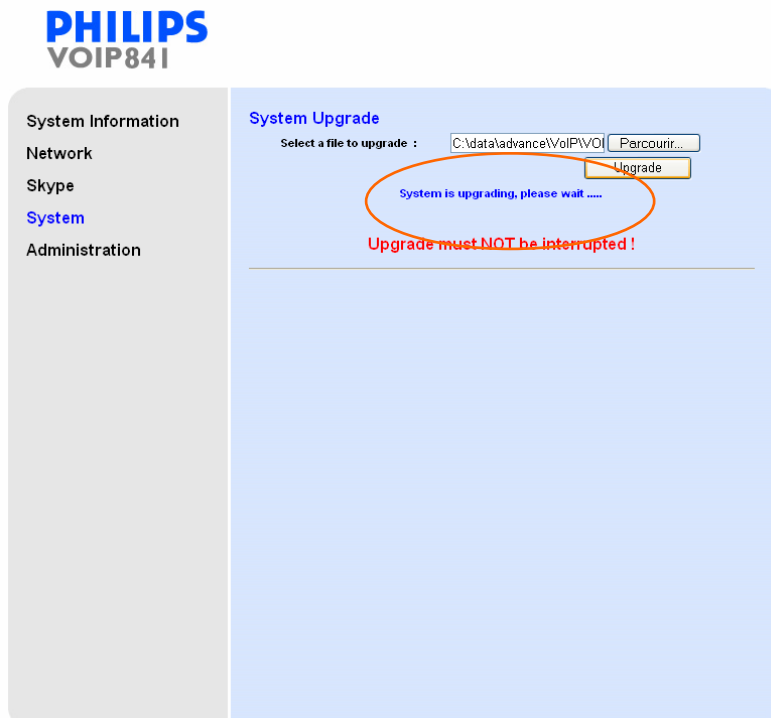 PHILIPS
VOIP841
System Information
Network
Skype
System
Administration
System Upgrade
Select a file to upgrade : C:\data\advance\VoIP\VOI Parcourir...
Upgrade
System is upgrading, please wait .....
Upgrade must NOT be interrupted !